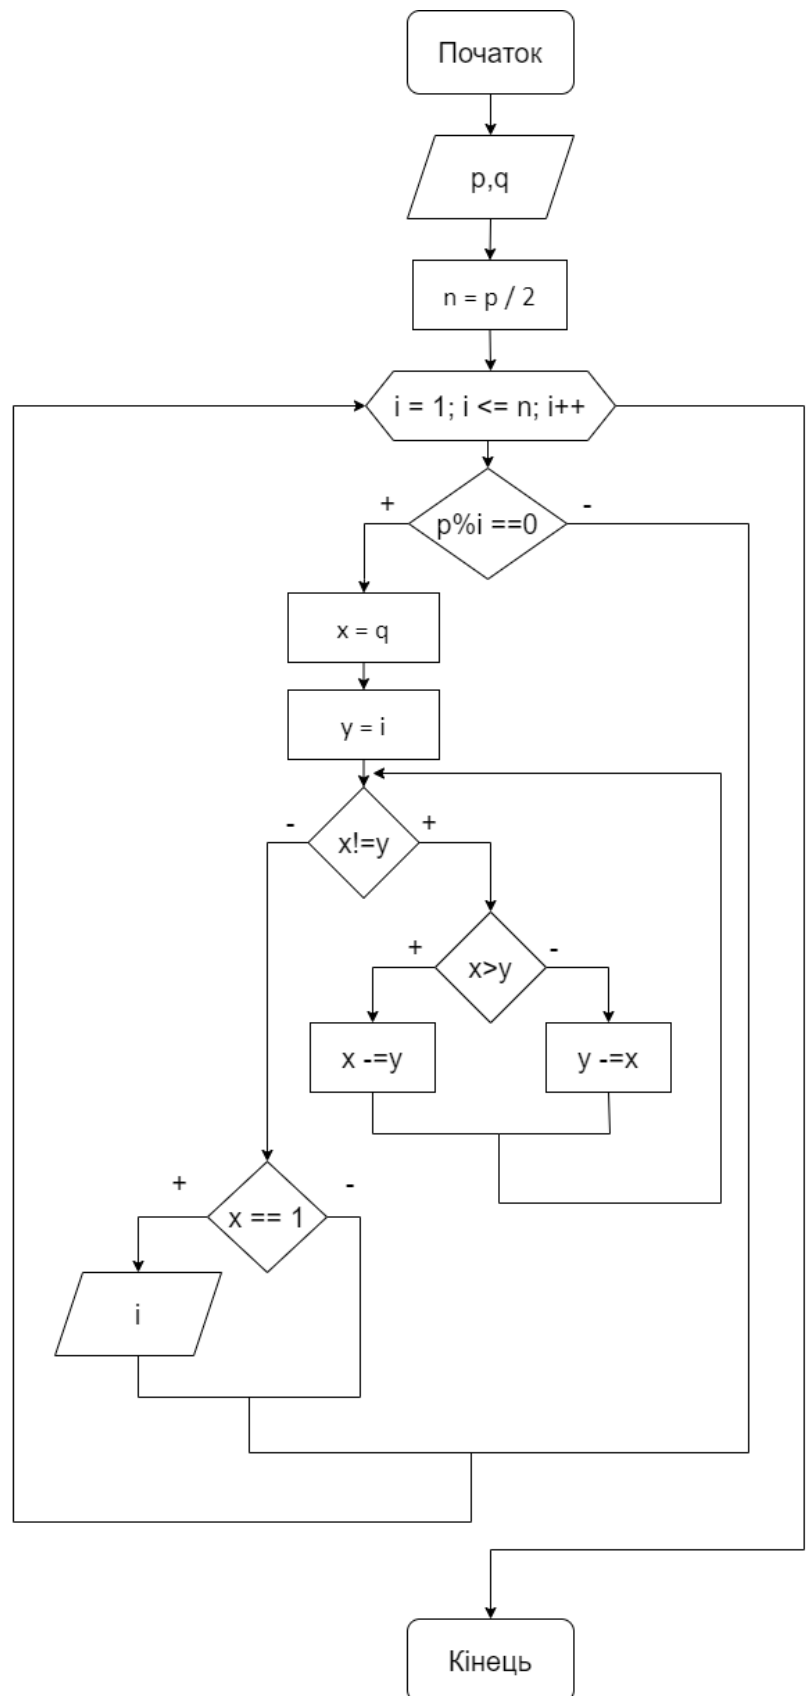 Початок
p,q
n = p / 2
i = 1; i <= n; i++
+
-
p%i ==0
x = q
y = i
-
+
x!=y
+
-
x>y
x -=y
y -=x
+
-
x == 1
i
Кінець